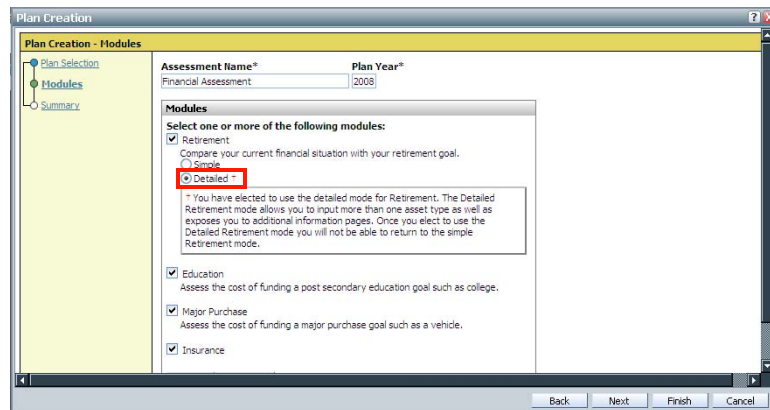 Plan Creation
Plan Creation - Modules
Plan Selection
Modules
Summary
Assessment Name* Plan Year*
Financial Assessment 2008
Modules
Select one or more of the following modules:
Retirement
Compare your current financial situation with your retirement goal.
Simple
Detailed †
† You have elected to use the detailed mode for Retirement. The Detailed
Retirement mode allows you to input more than one asset type as well as
exposes you to additional information pages. Once you elect to use the
Detailed Retirement mode you will not be able to return to the simple
Retirement mode.
Education
Assess the cost of funding a post secondary education goal such as college.
Major Purchase
Assess the cost of funding a major purchase goal such as a vehicle.
Insurance
Back Next Finish Cancel